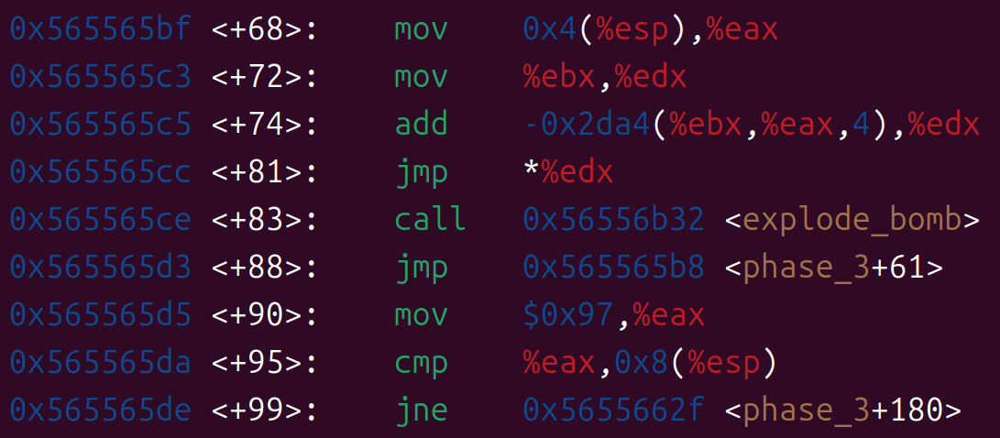 0x565565bf <+68>: mov 0x4(%esp),%eax
0x565565c3 <+72>: mov %ebx,%edx
0x565565c5 <+74>: add -0x2da4(%ebx,%eax,4),%edx
0x565565cc <+81>: jmp *%edx
0x565565ce <+83>: call 0x56556b32 <explode_bomb>
0x565565d3 <+88>: jmp 0x565565b8 <phase_3+61>
0x565565d5 <+90>: mov $0x97,%eax
0x565565da <+95>: cmp %eax,0x8(%esp)
0x565565de <+99>: jne 0x5655662f <phase_3+180>